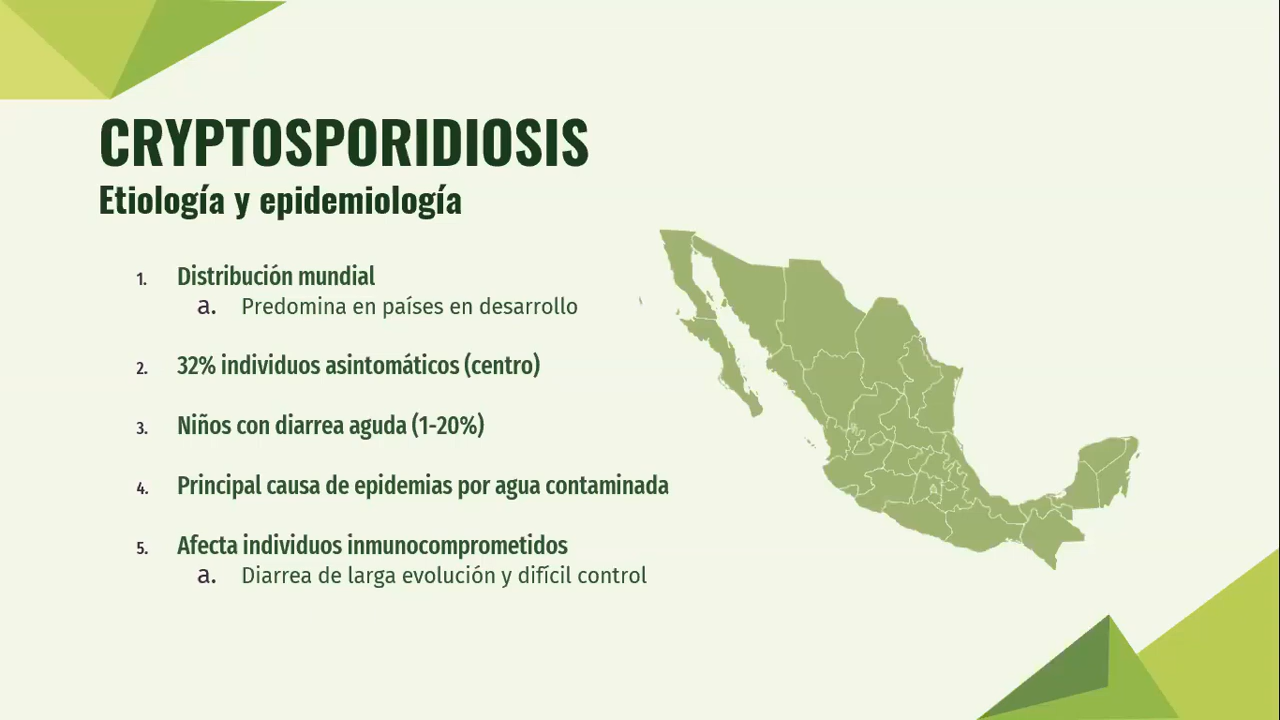 CRYPTOSPORIDIOSIS
Etiología y epidemiología
1. Distribución mundial
a. Predomina en países en desarrollo
2. 32% individuos asintomáticos (centro)
3. Niños con diarrea aguda (1-20%)
4. Principal causa de epidemias por agua contaminada
5. Afecta individuos inmunocomprometidos
a. Diarrea de larga evolución y difícil control